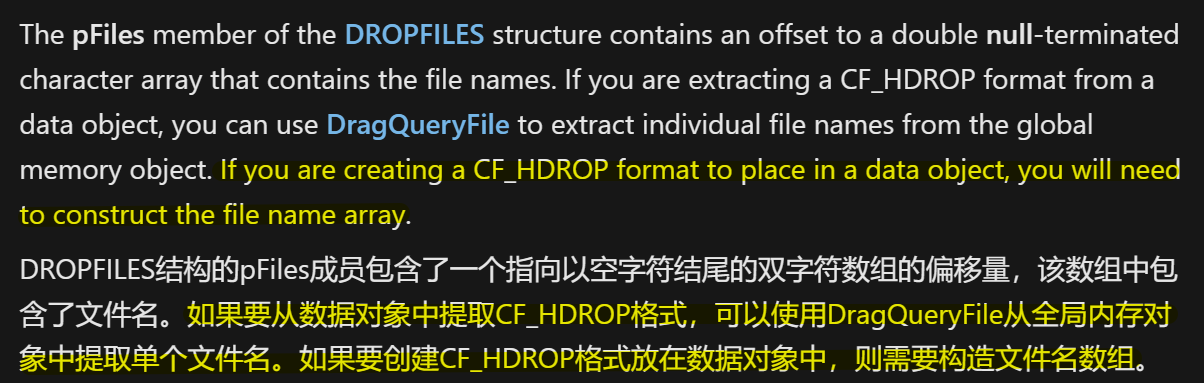 The pFiles member of the DROPFILES structure contains an offset to a double null-terminated
character array that contains the file names. If you are extracting a CF_HDROP format from a
data object, you can use DragQueryFile to extract individual file names from the global
memory object. If you are creating a CF_HDROP format to place in a data object, you will need
to construct the file name array.
DROPFILES结构的pFiles成员包含了一个指向以空字符结尾的双字符数组的偏移量，该数组中包
含了文件名。如果要从数据对象中提取CF_HDROP格式，可以使用DragQueryFile从全局内存对
象中提取单个文件名。如果要创建CF_HDROP格式放在数据对象中，则需要构造文件名数组。